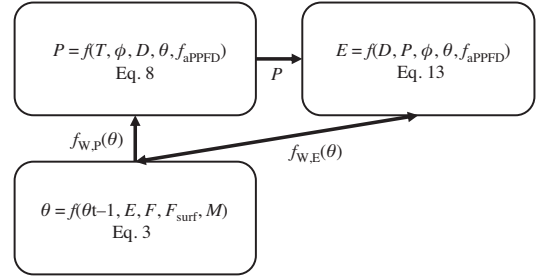 P = f(T, ϕ, D, θ, f_aPPFD)
Eq. 8
P
E = f(D, P, ϕ, θ, f_aPPFD)
Eq. 13
f_W,P(θ)
f_W,E(θ)
θ = f(θt–1, E, F, F_surf, M)
Eq. 3